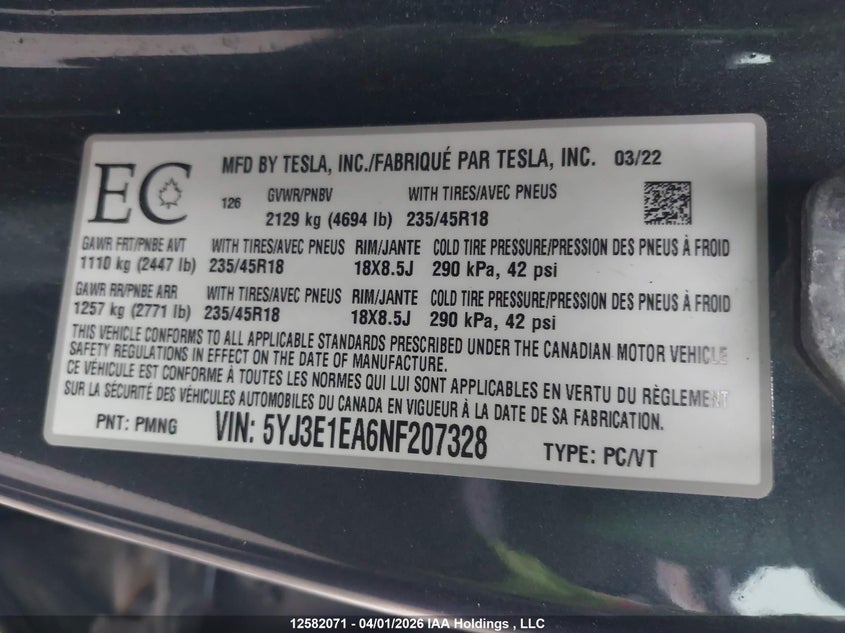 EC
MFD BY TESLA, INC./FABRIQUÉ PAR TESLA, INC. 03/22
126
GVWR/PNBV WITH TIRES/AVEC PNEUS
2129 kg (4694 lb) 235/45R18
GAWR FRT/PNBE AVT WITH TIRES/AVEC PNEUS RIM/JANTE COLD TIRE PRESSURE/PRESSION DES PNEUS À FROID
1110 kg (2447 lb) 235/45R18 18X8.5J 290 kPa, 42 psi
GAWR RR/PNBE ARR WITH TIRES/AVEC PNEUS RIM/JANTE COLD TIRE PRESSURE/PRESSION DES PNEUS À FROID
1257 kg (2771 lb) 235/45R18 18X8.5J 290 kPa, 42 psi
THIS VEHICLE CONFORMS TO ALL APPLICABLE STANDARDS PRESCRIBED UNDER THE CANADIAN MOTOR VEHICLE
SAFETY REGULATIONS IN EFFECT ON THE DATE OF MANUFACTURE.
CE VÉHICULE EST CONFORME À TOUTES LES NORMES QUI LUI SONT APPLICABLES EN VERTU DU RÈGLEMENT
SUR LA SÉCURITÉ DES VÉHICULES AUTOMOBILES DU CANADA EN VIGUEUR À LA DATE DE SA FABRICATION.
PNT: PMNG VIN: 5YJ3E1EA6NF207328 TYPE: PC/VT
12582071 - 04/01/2026 IAA Holdings, LLC